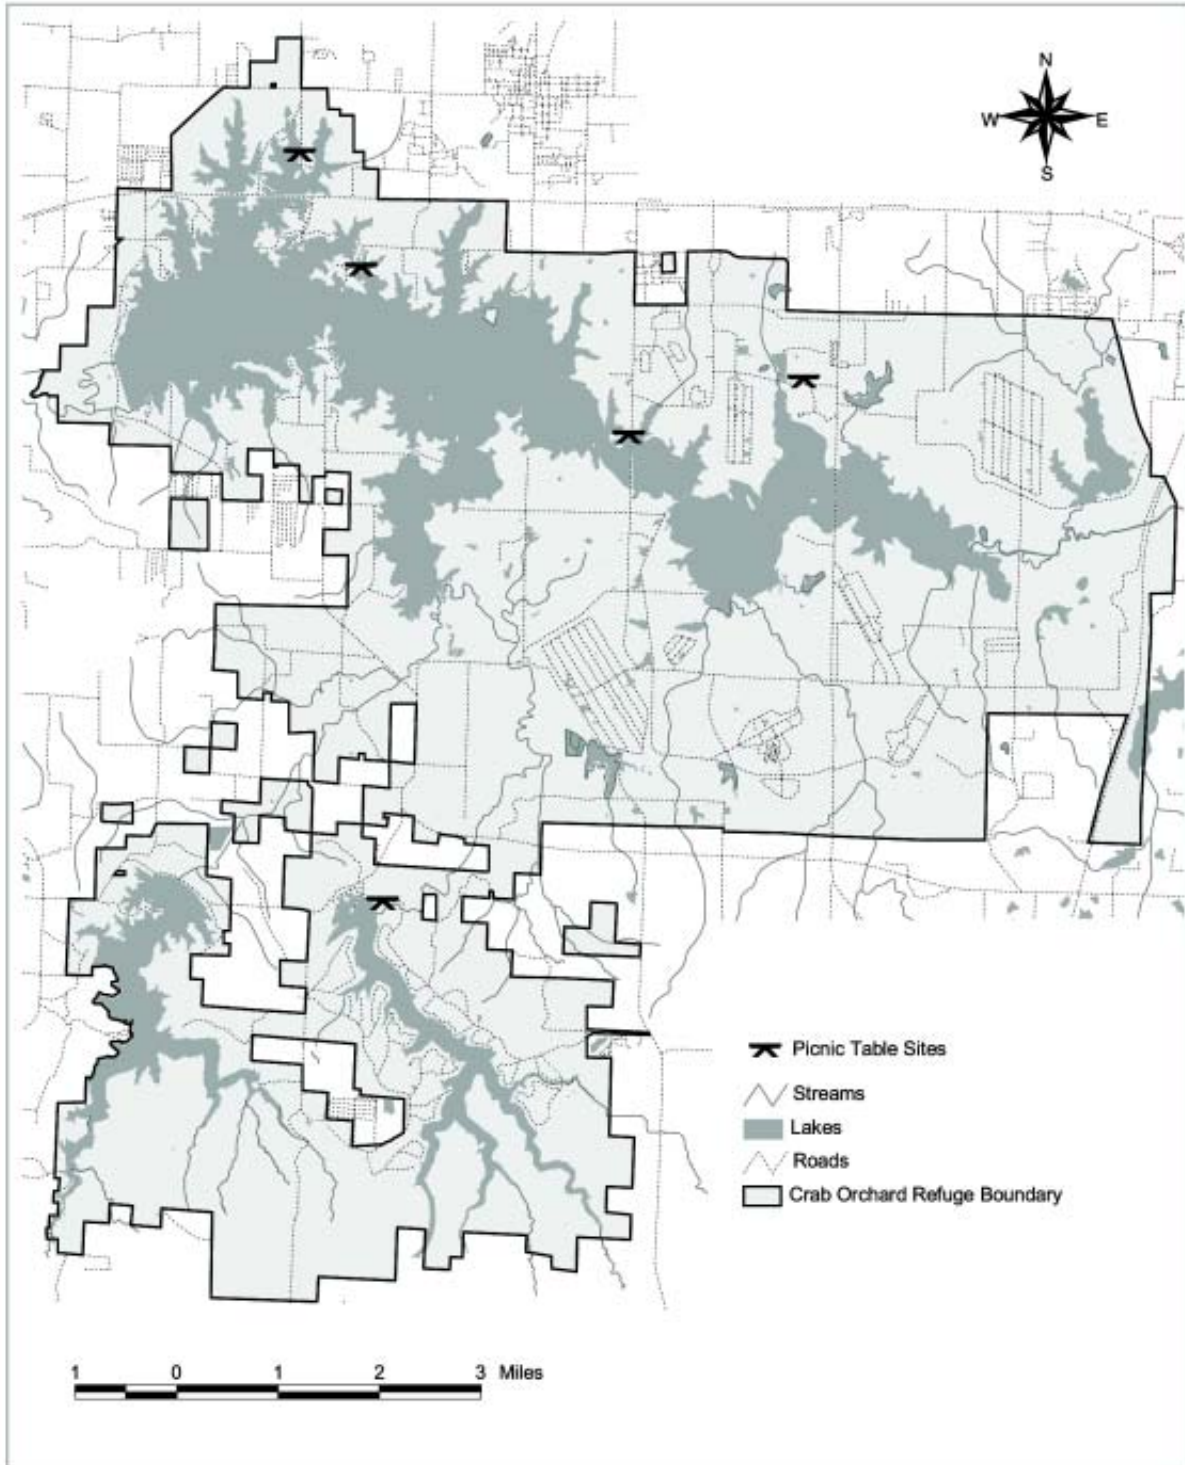 N
W E
S
Picnic Table Sites
Streams
Lakes
Roads
Crab Orchard Refuge Boundary
1 0 1 2 3 Miles